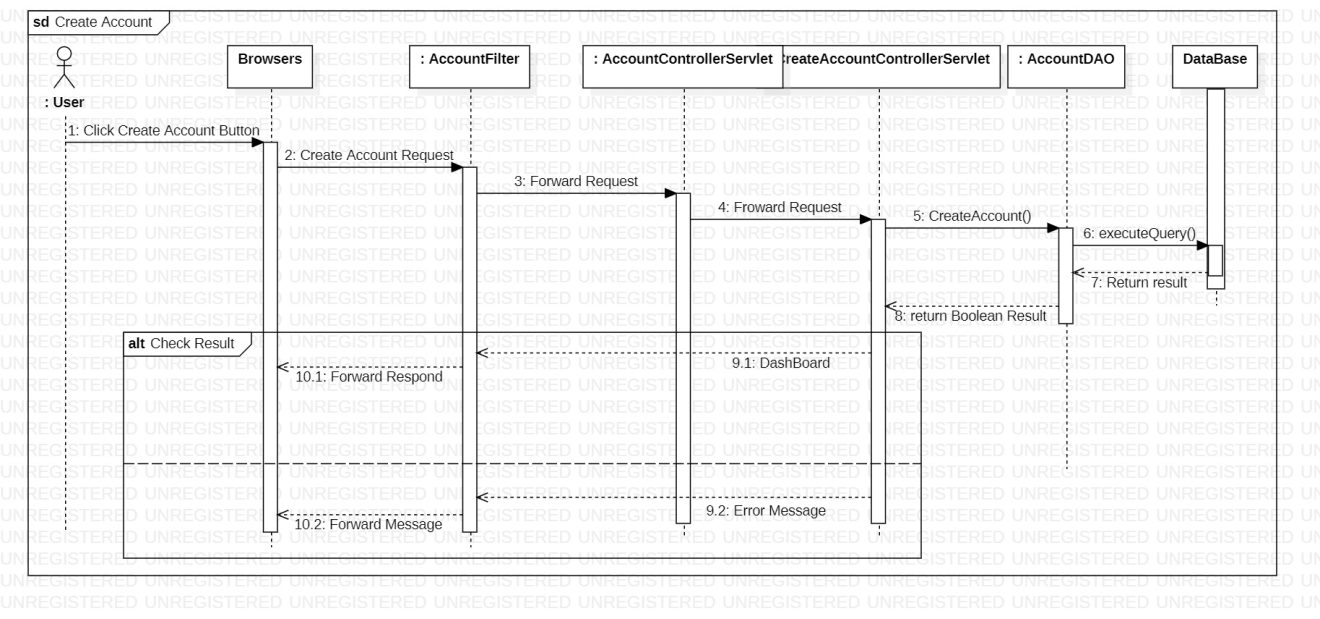 sd Create Account
: User
Browsers
: AccountFilter
: AccountControllerServlet
CreateAccountControllerServlet
: AccountDAO
DataBase
1: Click Create Account Button
2: Create Account Request
3: Forward Request
4: Froward Request
5: CreateAccount()
6: executeQuery()
7: Return result
8: return Boolean Result
alt Check Result
9.1: DashBoard
10.1: Forward Respond
9.2: Error Message
10.2: Forward Message
UNREGISTERED